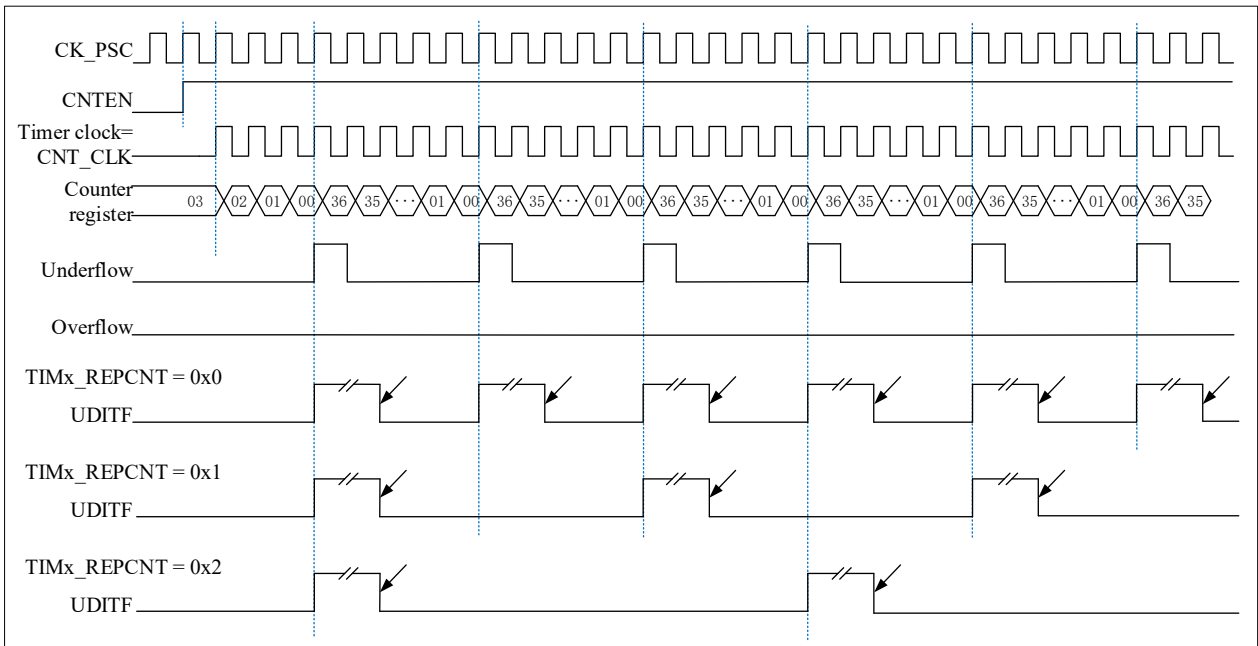 CK_PSC
CNTEN
Timer clock=
CNT_CLK
Counter
register
03 02 01 00 36 35 ··· 01 00 36 35 ··· 01 00 36 35 ··· 01 00 36 35 ··· 01 00 36 35 ··· 01 00 36 35
Underflow
Overflow
TIMx_REPCNT = 0x0
UDITF
TIMx_REPCNT = 0x1
UDITF
TIMx_REPCNT = 0x2
UDITF